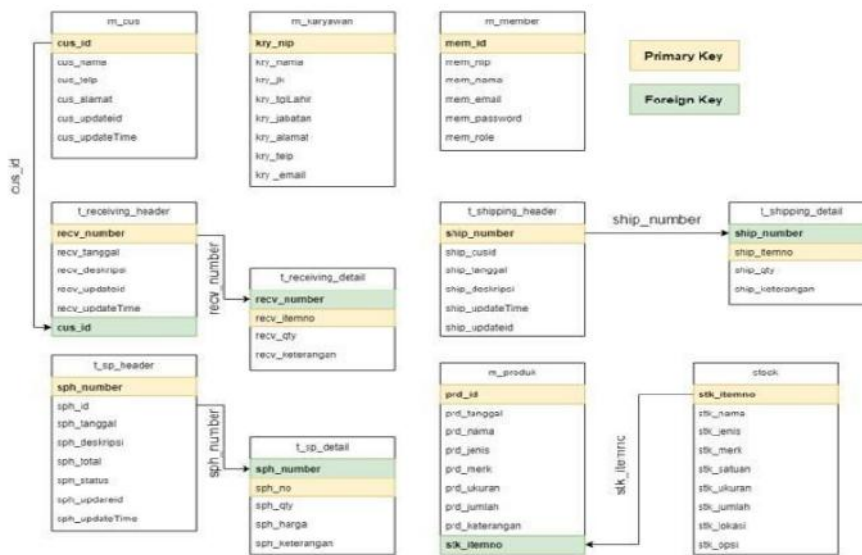 m_cus
cus_id
cus_nama
cus_telp
cus_alamat
cus_updateid
cus_updateTime
m_karyawan
kry_nip
kry_nama
kry_jk
kry_tglLahir
kry_jabatan
kry_alamat
kry_telp
kry_email
m_member
mem_id
mem_nip
mem_nama
mem_email
mem_password
mem_role
Primary Key
Foreign Key
cus_id
t_receiving_header
recv_number
recv_tanggal
recv_deskripsi
recv_updateid
recv_updateTime
cus_id
recv_number
t_receiving_detail
recv_number
recv_itemno
recv_qty
recv_keterangan
t_shipping_header
ship_number
ship_cusid
ship_tanggal
ship_deskripsi
ship_updateTime
ship_updateid
ship_number
t_shipping_detail
ship_number
ship_itemno
ship_qty
ship_keterangan
t_sp_header
sph_number
sph_id
sph_tanggal
sph_deskripsi
sph_total
sph_status
sph_updateid
sph_updateTime
sph_number
t_sp_detail
sph_number
sph_no
sph_qty
sph_harga
sph_keterangan
m_produk
prd_id
prd_tanggal
prd_nama
prd_jenis
prd_merk
prd_ukuran
prd_jumlah
prd_keterangan
stk_itemno
stk_itemno
stock
stk_itemno
stk_nama
stk_jenis
stk_merk
stk_satuan
stk_ukuran
stk_jumlah
stk_lokasi
stk_opsi